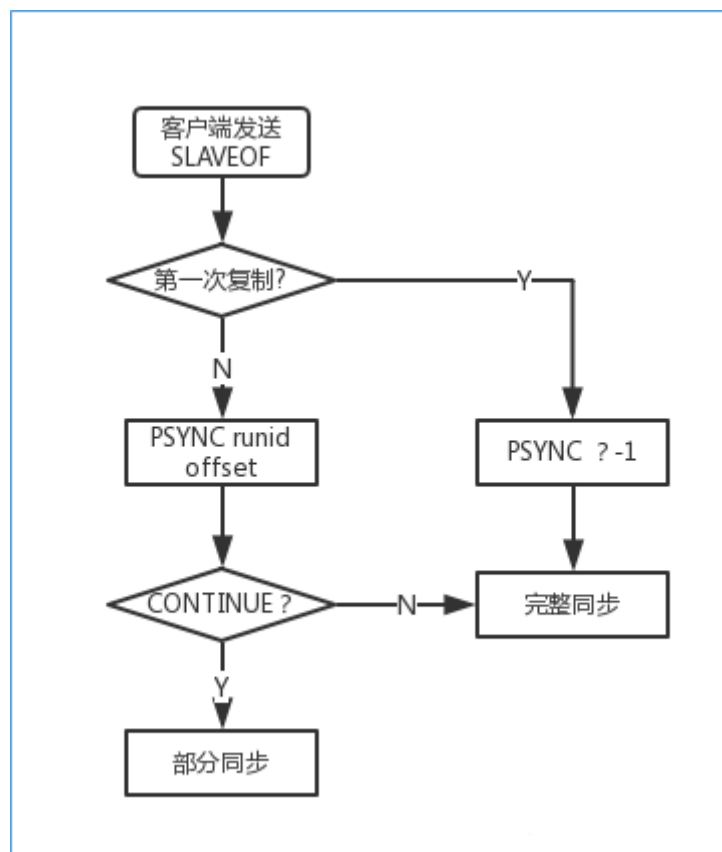 客户端发送
SLAVEOF
第一次复制?
Y
N
PSYNC runid
offset
PSYNC ? -1
CONTINUE ?
N
完整同步
Y
部分同步